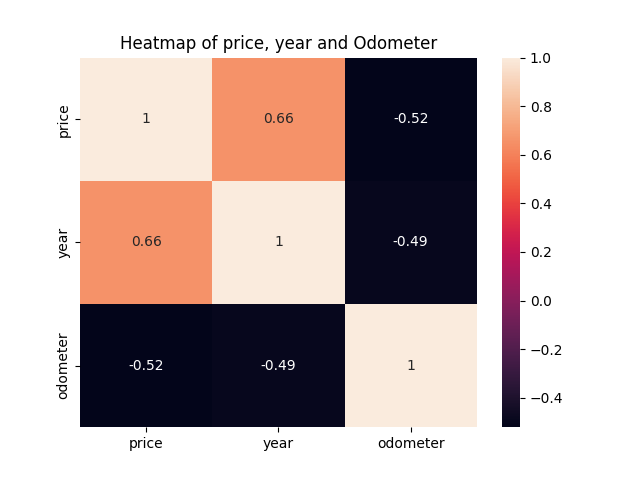 Heatmap of price, year and Odometer
price
1
0.66
-0.52
year
0.66
1
-0.49
odometer
-0.52
-0.49
1
price
year
odometer
1.0
0.8
0.6
0.4
0.2
0.0
−0.2
−0.4